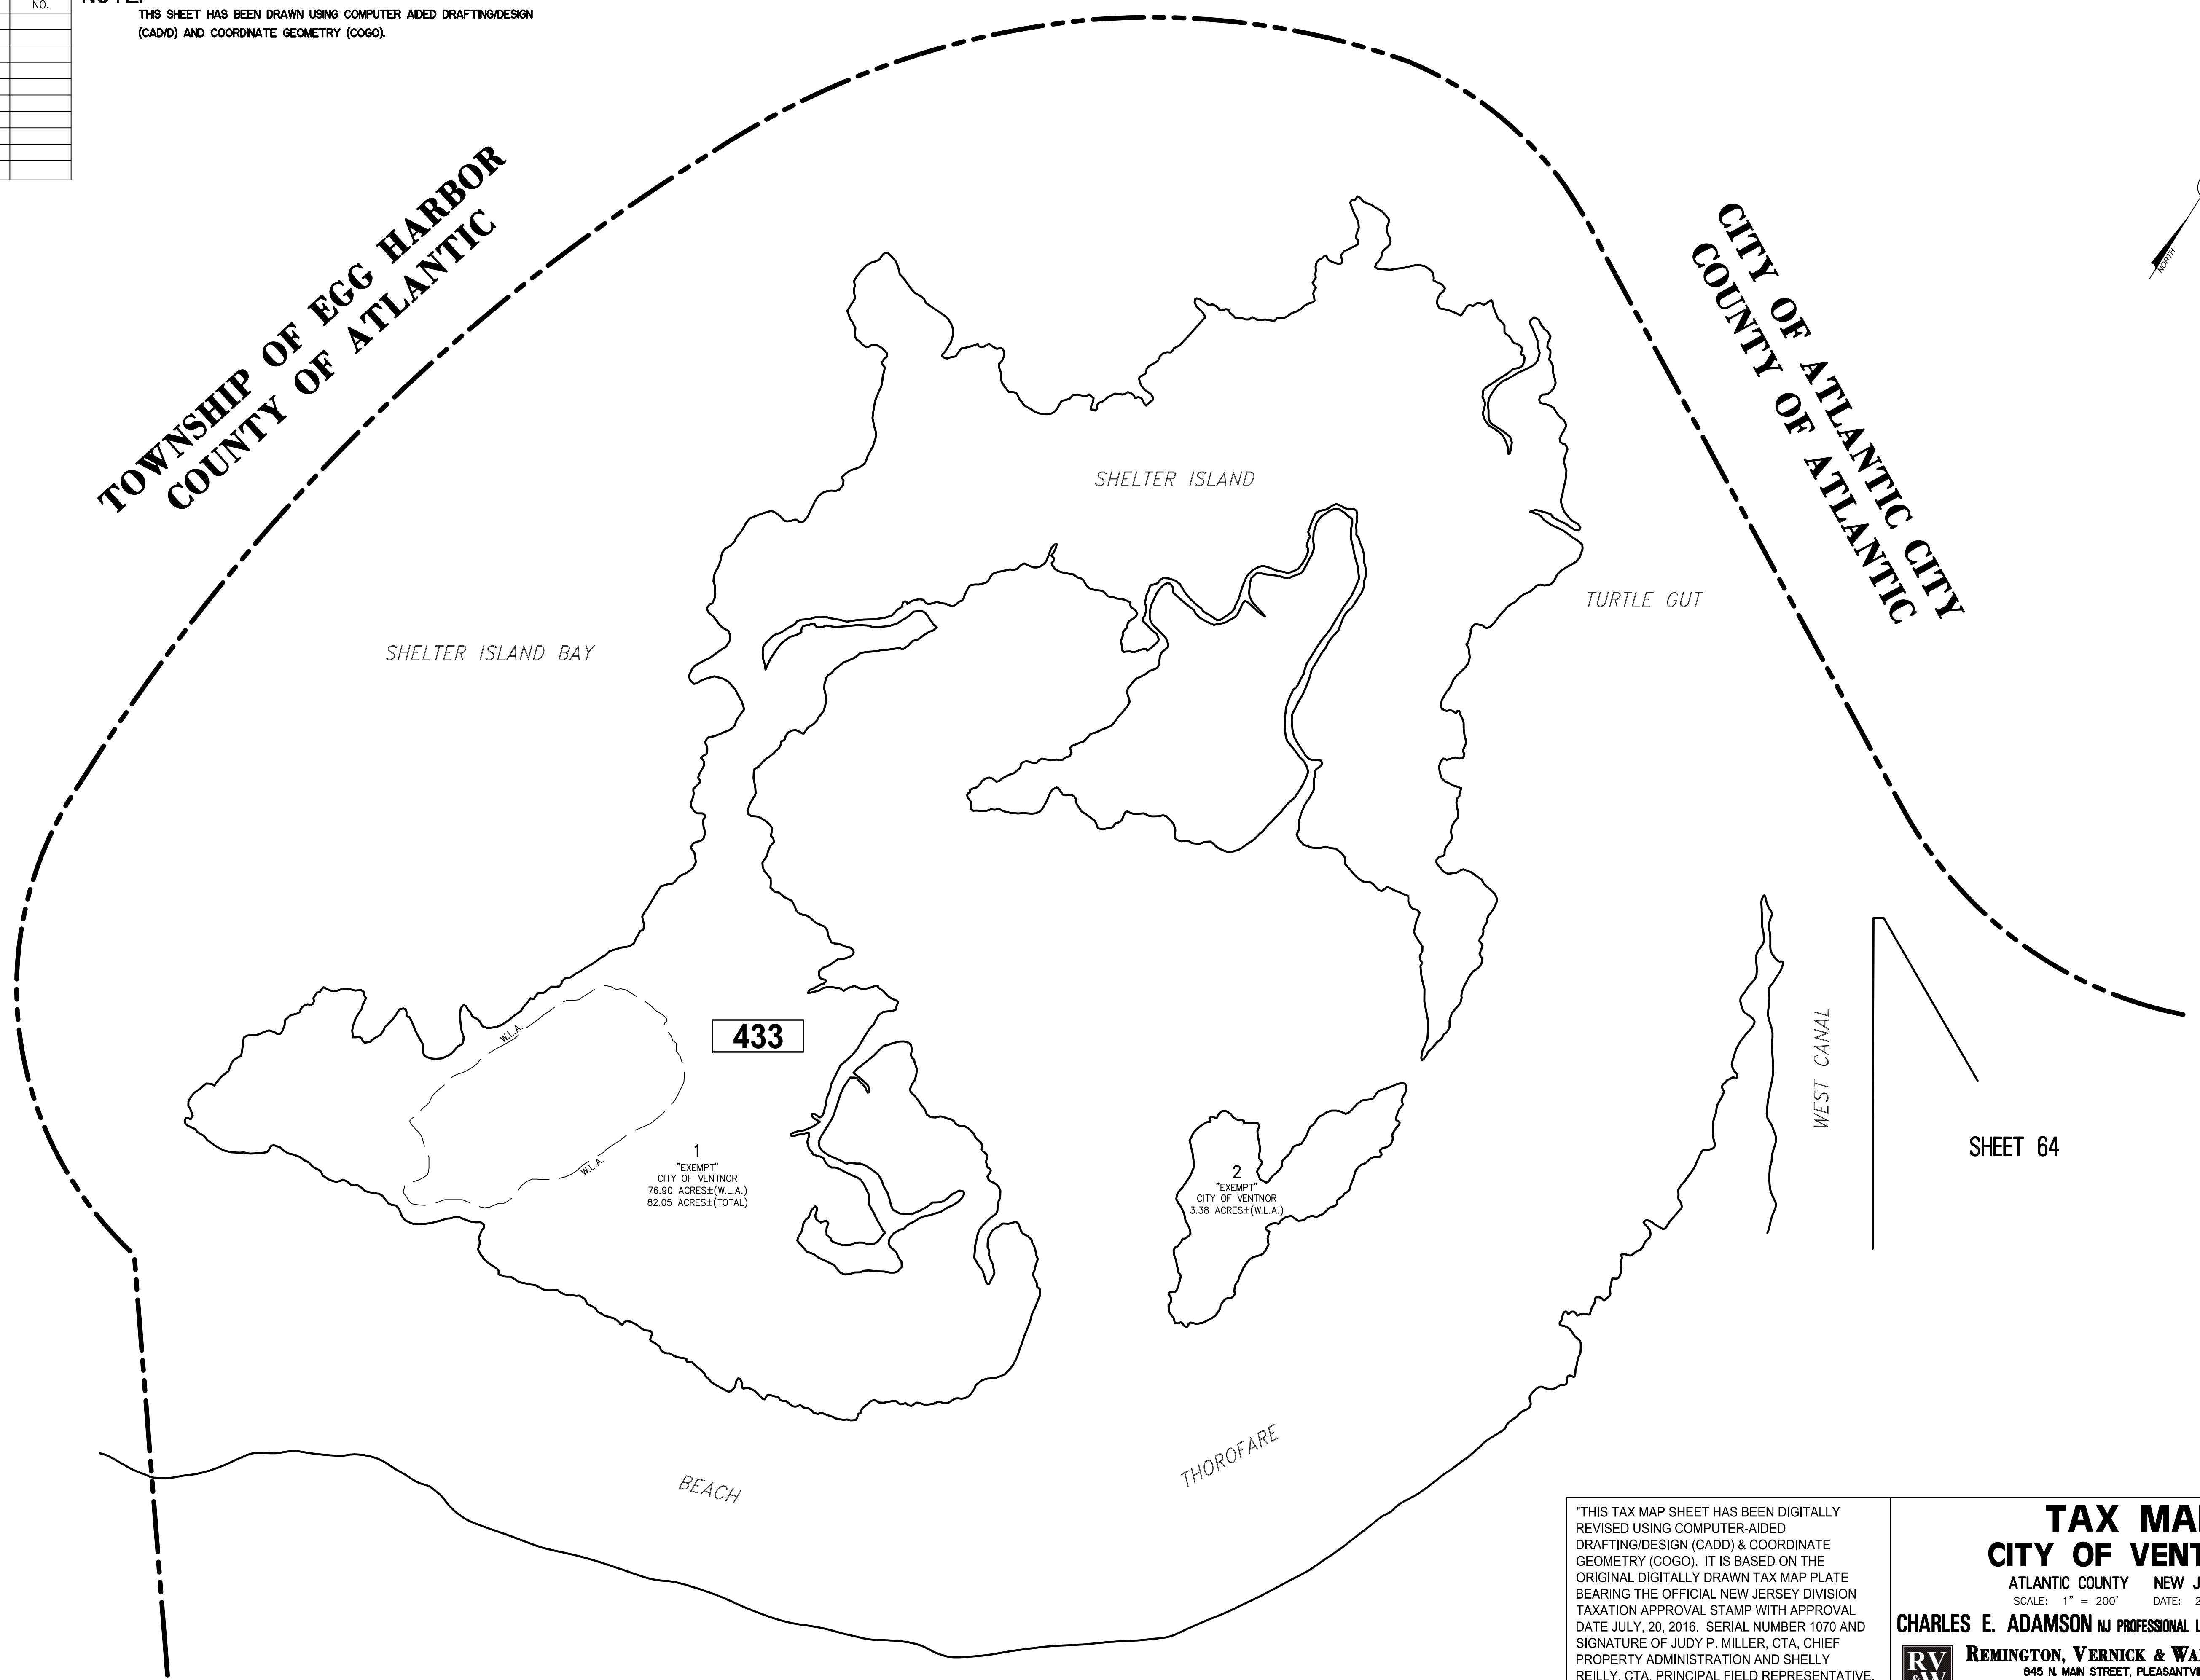 NO.
THIS SHEET HAS BEEN DRAWN USING COMPUTER AIDED DRAFTING/DESIGN
(CAD/D) AND COORDINATE GEOMETRY (COGO).
TOWNSHIP OF EGG HARBOR
COUNTY OF ATLANTIC
CITY OF ATLANTIC CITY
COUNTY OF ATLANTIC
NORTH
SHELTER ISLAND
TURTLE GUT
SHELTER ISLAND BAY
W.L.A.
433
WEST CANAL
SHEET 64
W.L.A.
1
"EXEMPT"
CITY OF VENTNOR
76.90 ACRES±(W.L.A.)
82.05 ACRES±(TOTAL)
2
"EXEMPT"
CITY OF VENTNOR
3.38 ACRES±(W.L.A.)
BEACH
THOROFARE
"THIS TAX MAP SHEET HAS BEEN DIGITALLY
REVISED USING COMPUTER-AIDED
DRAFTING/DESIGN (CADD) & COORDINATE
GEOMETRY (COGO). IT IS BASED ON THE
ORIGINAL DIGITALLY DRAWN TAX MAP PLATE
BEARING THE OFFICIAL NEW JERSEY DIVISION
TAXATION APPROVAL STAMP WITH APPROVAL
DATE JULY, 20, 2016. SERIAL NUMBER 1070 AND
SIGNATURE OF JUDY P. MILLER, CTA, CHIEF
PROPERTY ADMINISTRATION AND SHELLY
REILLY, CTA, PRINCIPAL FIELD REPRESENTATIVE.
TAX
CITY OF
ATLANTIC COUNTY NEW
SCALE: 1" = 200' DATE:
CHARLES E. ADAMSON NJ PROFESSIONAL
RV
&W
REMINGTON, VERNICK &
845 N. MAIN STREET,